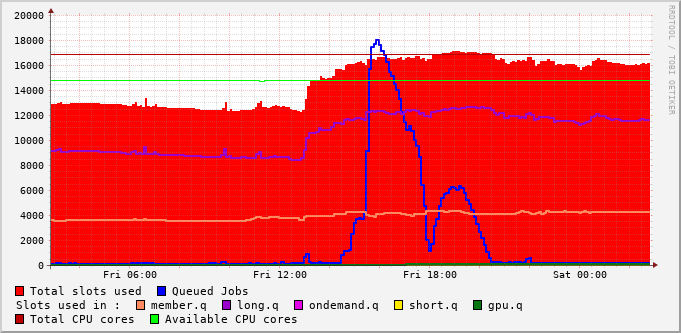 20000
18000
16000
14000
12000
10000
8000
6000
4000
2000
0
Fri 06:00 Fri 12:00 Fri 18:00 Sat 00:00
Total slots used Queued Jobs
Slots used in : member.q long.q ondemand.q short.q gpu.q
Total CPU cores Available CPU cores
RRDTOOL / TOBI OETIKER